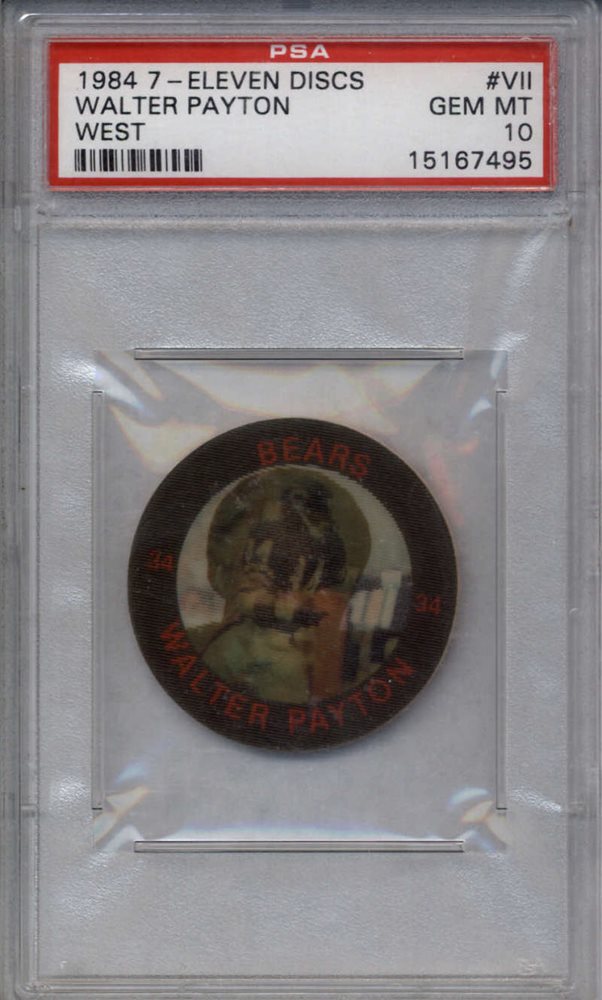 PSA
1984 7-ELEVEN DISCS #VII
WALTER PAYTON GEM MT
WEST 10
15167495
BEARS
34 34
WALTER PAYTON